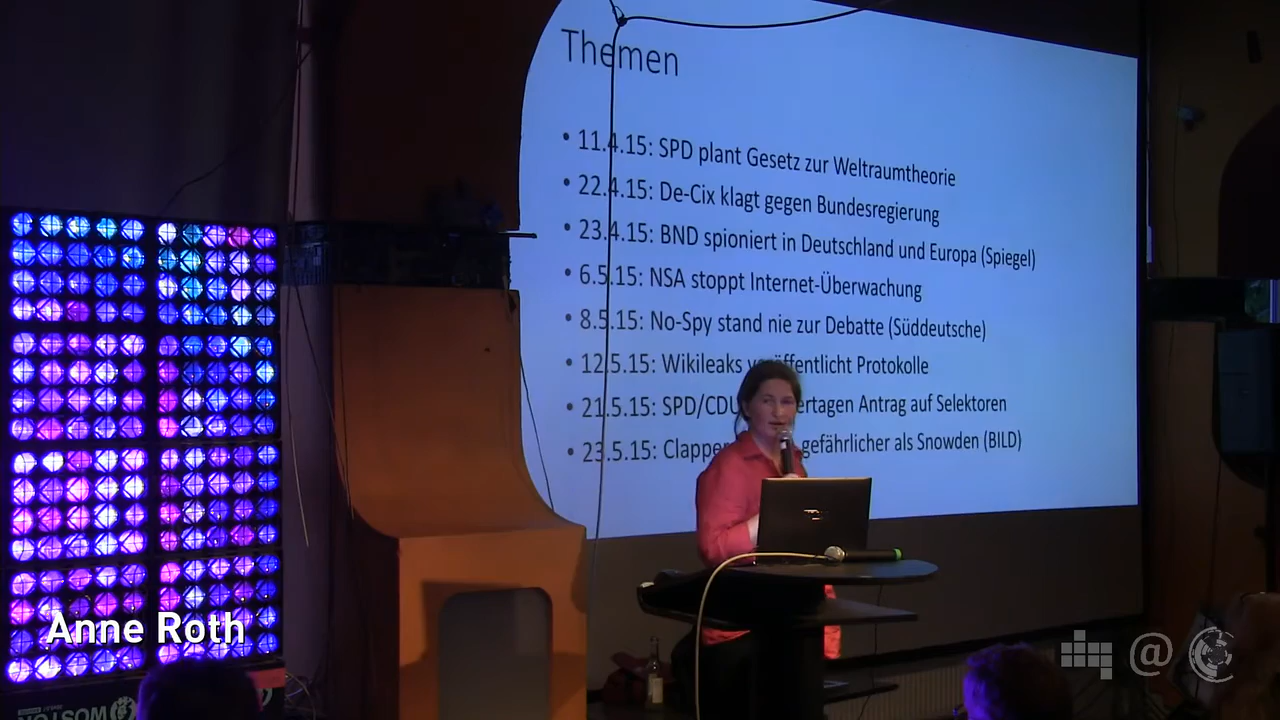 Themen
• 11.4.15: SPD plant Gesetz zur Weltraumtheorie
• 22.4.15: De-Cix klagt gegen Bundesregierung
• 23.4.15: BND spioniert in Deutschland und Europa (Spiegel)
• 6.5.15: NSA stoppt Internet-Überwachung
• 8.5.15: No-Spy stand nie zur Debatte (Süddeutsche)
• 12.5.15: Wikileaks veröffentlicht Protokolle
• 21.5.15: SPD/CDU ertagen Antrag auf Selektoren
• 23.5.15: Clapper gefährlicher als Snowden (BILD)
Anne Roth
@